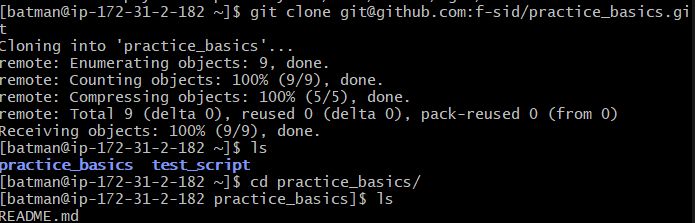 [batman@ip-172-31-2-182 ~]$ git clone git@github.com:f-sid/practice_basics.gi
t
Cloning into 'practice_basics'...
remote: Enumerating objects: 9, done.
remote: Counting objects: 100% (9/9), done.
remote: Compressing objects: 100% (5/5), done.
remote: Total 9 (delta 0), reused 0 (delta 0), pack-reused 0 (from 0)
Receiving objects: 100% (9/9), done.
[batman@ip-172-31-2-182 ~]$ ls
practice_basics  test_script
[batman@ip-172-31-2-182 ~]$ cd practice_basics/
[batman@ip-172-31-2-182 practice_basics]$ ls
README.md